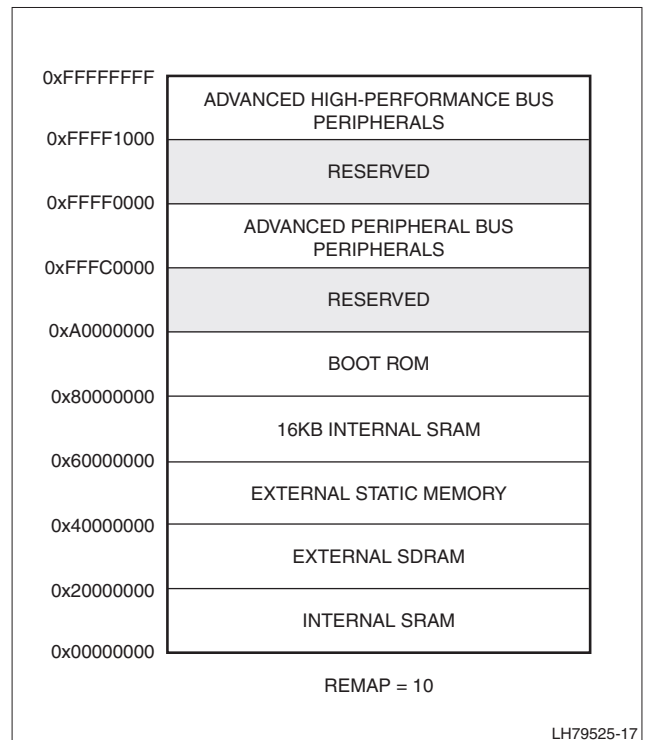 0xFFFFFFFF
ADVANCED HIGH-PERFORMANCE BUS
PERIPHERALS
0xFFFF1000
RESERVED
0xFFFF0000
ADVANCED PERIPHERAL BUS
PERIPHERALS
0xFFFC0000
RESERVED
0xA0000000
BOOT ROM
0x80000000
16KB INTERNAL SRAM
0x60000000
EXTERNAL STATIC MEMORY
0x40000000
EXTERNAL SDRAM
0x20000000
INTERNAL SRAM
0x00000000
REMAP = 10
LH79525-17